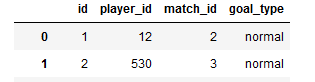 id player_id match_id goal_type
0 1 12 2 normal
1 2 530 3 normal